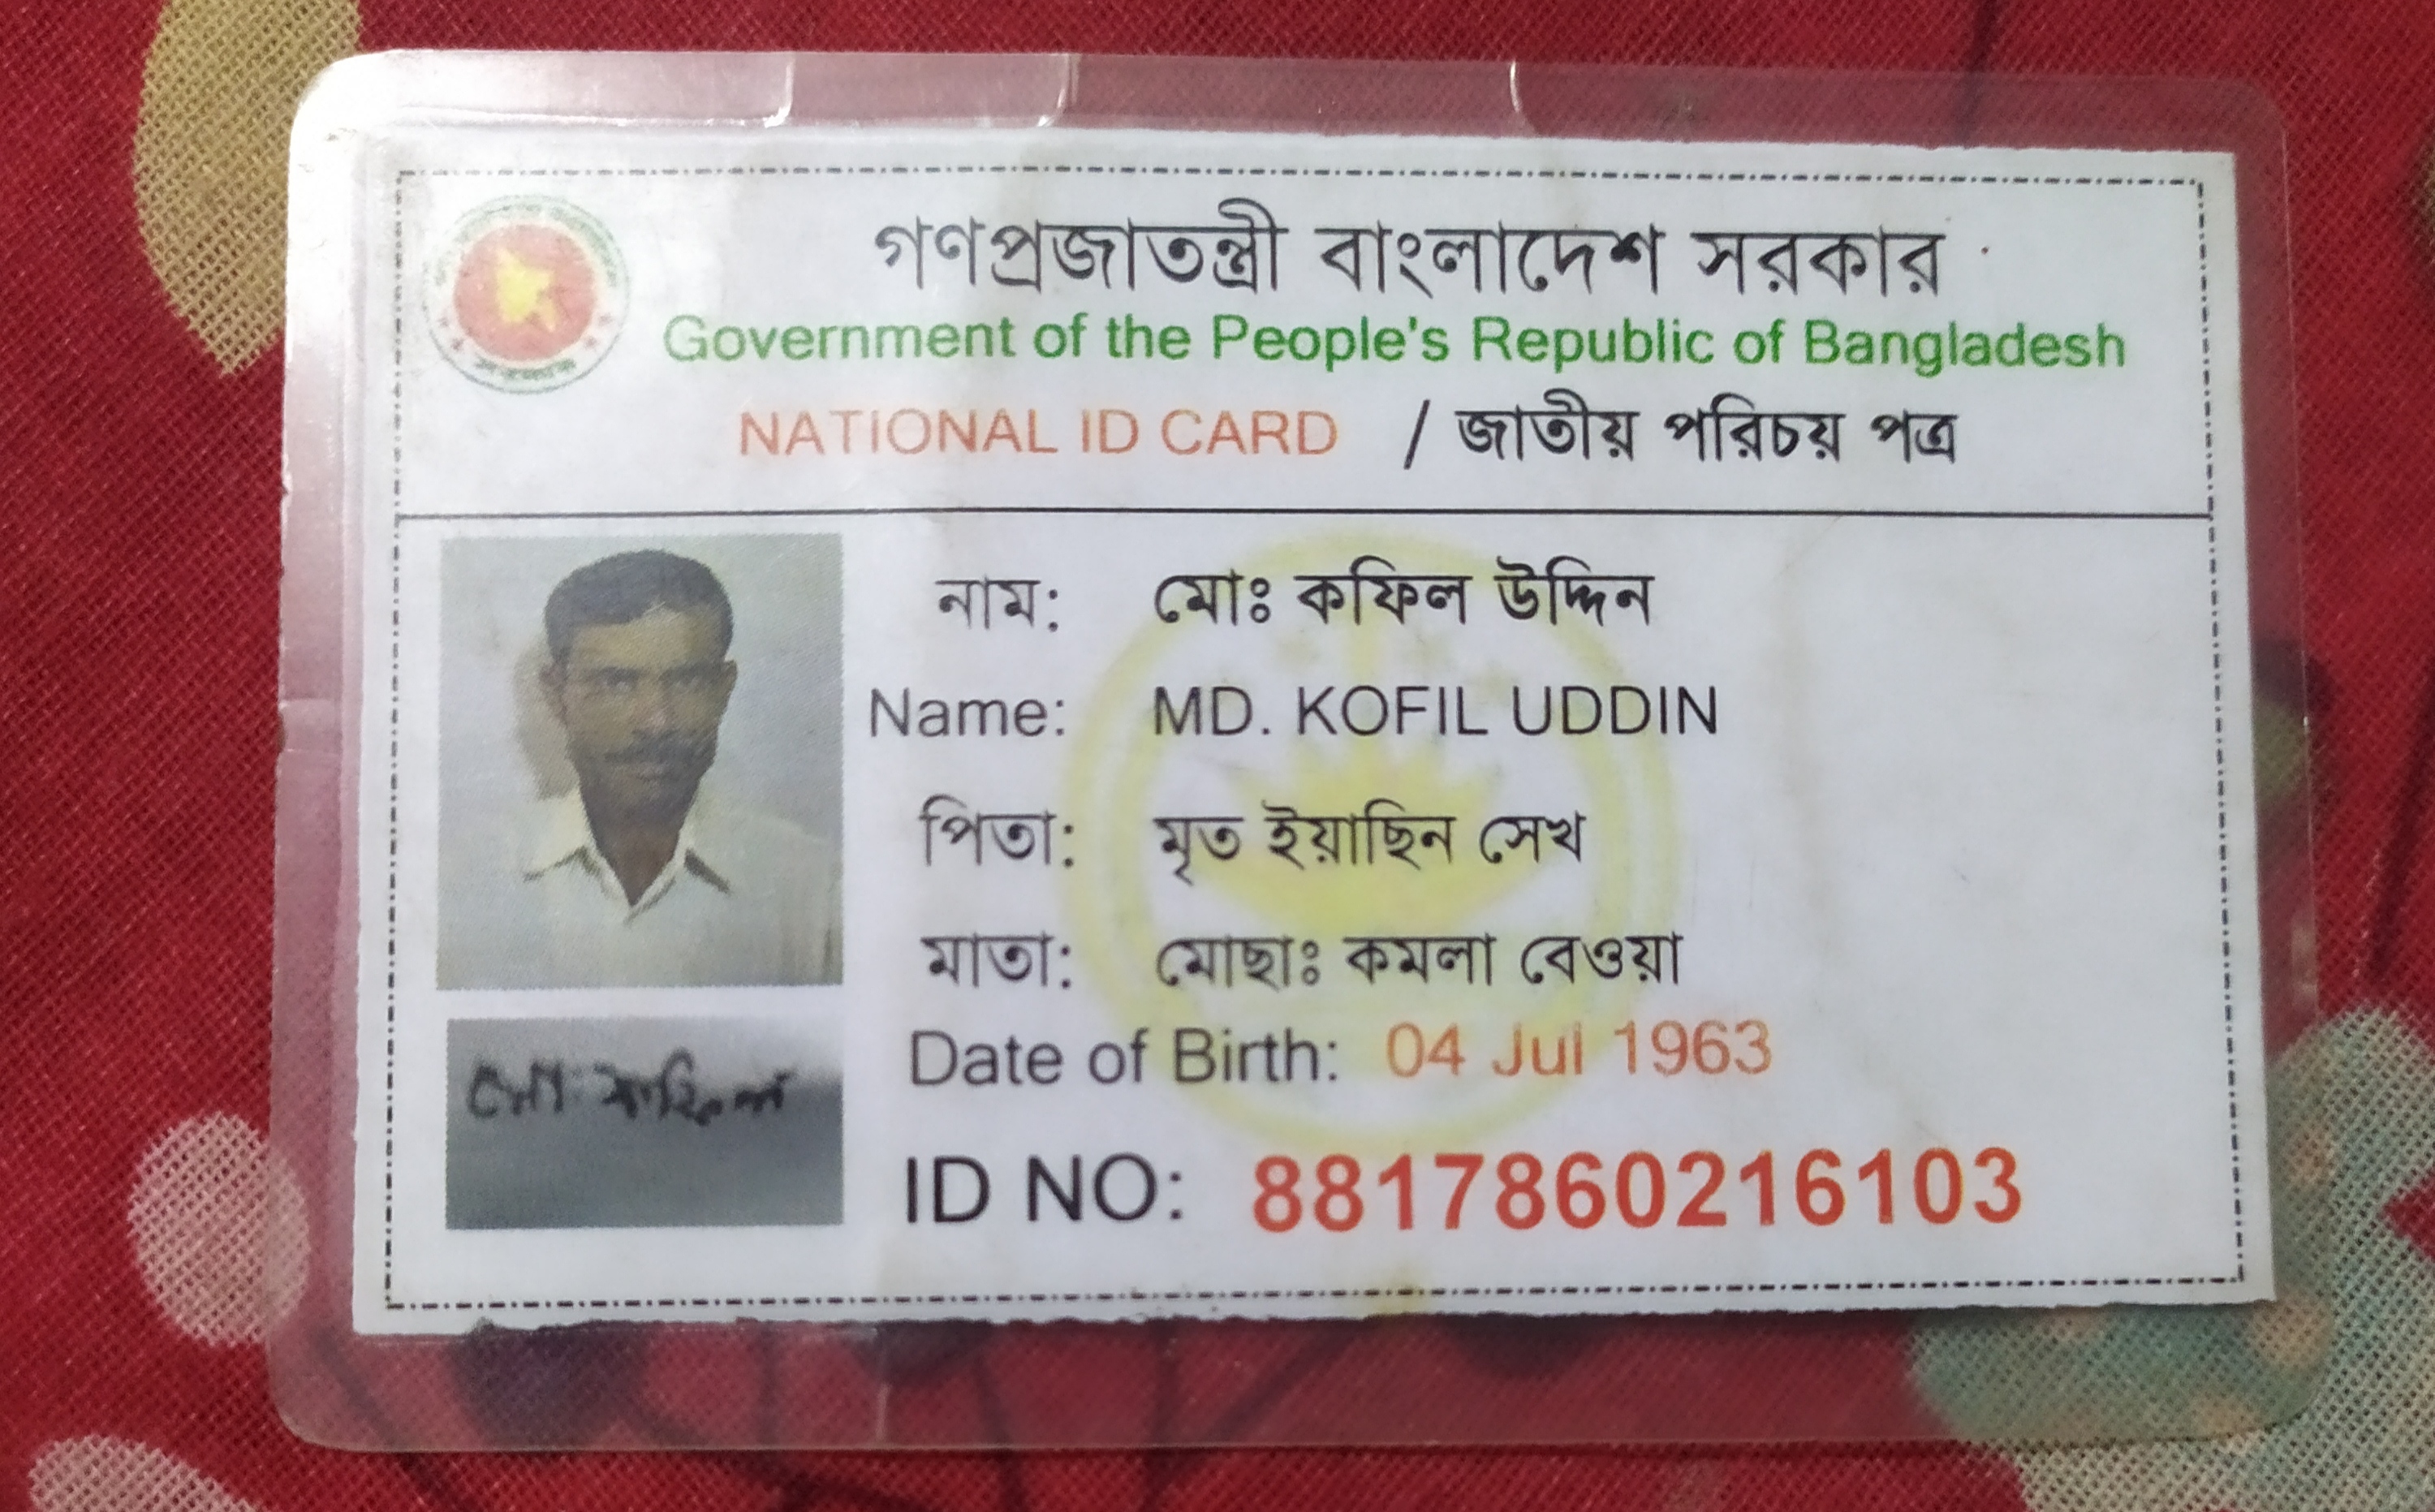 গণপ্রজাতন্ত্রী বাংলাদেশ সরকার
Government of the People's Republic of Bangladesh
NATIONAL ID CARD / জাতীয় পরিচয় পত্র
নাম: মোঃ কফিল উদ্দিন
Name: MD. KOFIL UDDIN
পিতা: মৃত ইয়াছিন সেখ
মাতা: মোছাঃ কমলা বেওয়া
Date of Birth: 04 Jul 1963
ID NO: 8817860216103